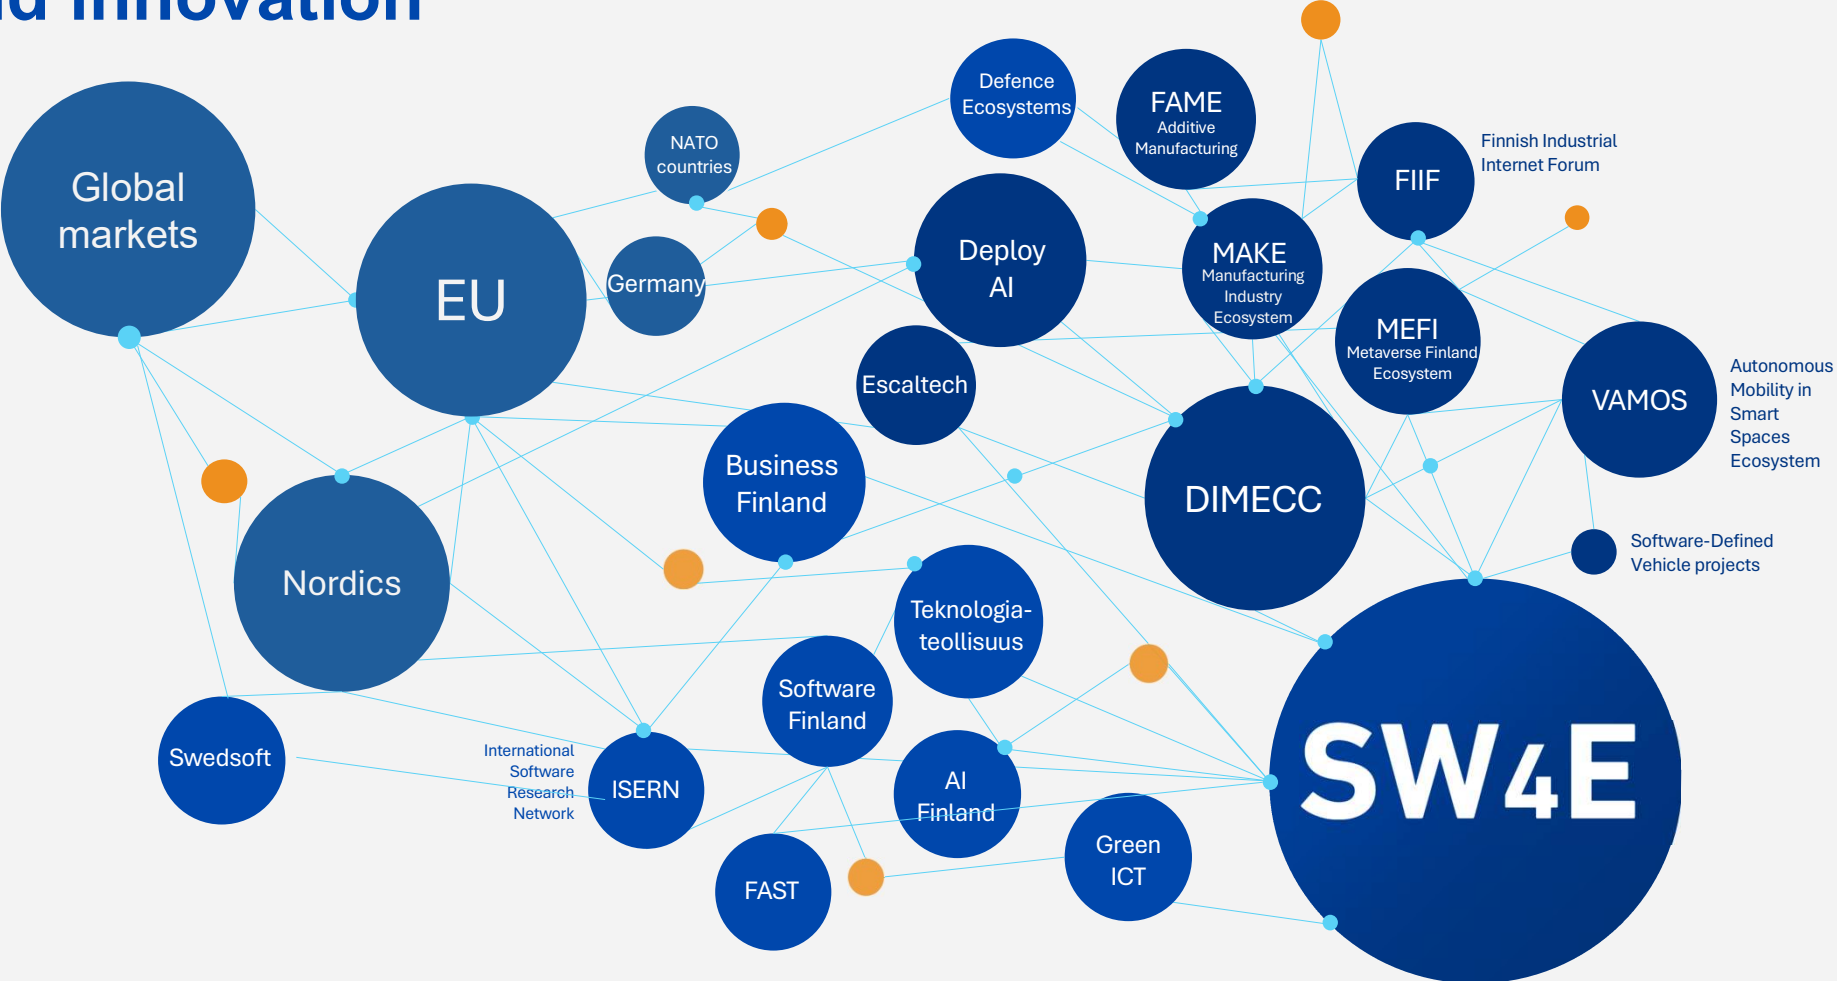 Innovation
Global
markets
EU
NATO
countries
Germany
Nordics
Swedsoft
International
Software
Research
Network
ISERN
Defence
Ecosystems
FAME
Additive
Manufacturing
Deploy
AI
MAKE
Manufacturing
Industry
Ecosystem
FIIF
Finnish Industrial
Internet Forum
MEFI
Metaverse Finland
Ecosystem
VAMOS
Autonomous
Mobility in
Smart
Spaces
Ecosystem
Software-Defined
Vehicle projects
Escaltech
Business
Finland
DIMECC
Teknologia-
teollisuus
Software
Finland
AI
Finland
FAST
Green
ICT
SW4E